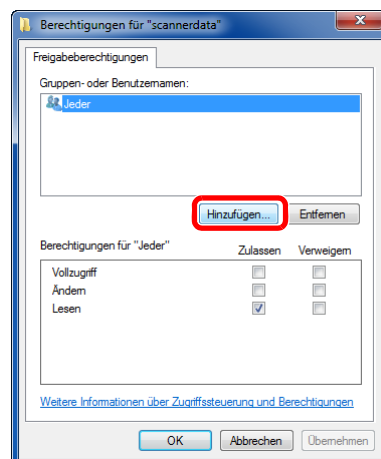 Berechtigungen für "scannerdata"
Freigabeberechtigungen
Gruppen- oder Benutzernamen:
Jeder
Hinzufügen... Entfernen
Berechtigungen für "Jeder" Zulassen Verweigern
Vollzugriff
Ändern
Lesen
Weitere Informationen über Zugriffssteuerung und Berechtigungen
OK Abbrechen Übernehmen